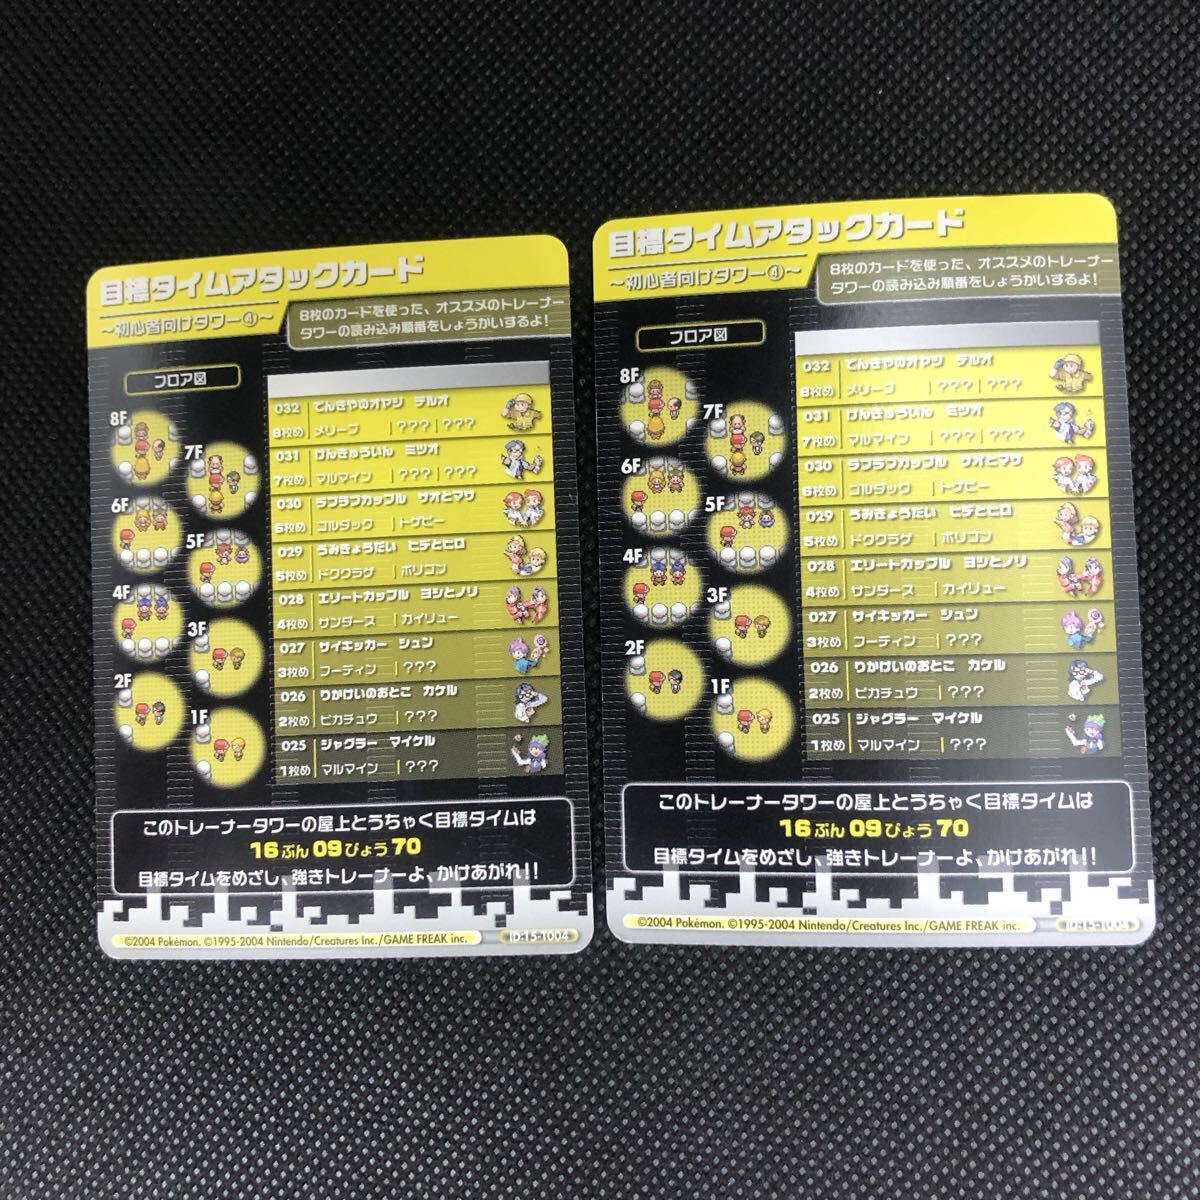 目標タイムアタックカード
～初心者向けタワー④～
8枚のカードを使った、オススメのトレーナー
タワーの読み込み順番をしょうかいするよ！
フロア図
8F
7F
6F
5F
4F
3F
2F
1F
032 でんきやのオヤジ テルオ
8枚め メリープ ??? ???
031 けんきゅういん ミツオ
7枚め マルマイン ??? ???
030 ラブラブカップル サオとマサ
6枚め ゴルダック トゲピー
029 うみきょうだい ヒデとヒロ
5枚め ドククラゲ ポリゴン
028 エリートカップル ヨシとノリ
4枚め サンダース カイリュー
027 サイキッカー シュン
3枚め フーディン ???
026 りかけいのおとこ カケル
2枚め ピカチュウ ???
025 ジャグラー マイケル
1枚め マルマイン ???
このトレーナータワーの屋上とうちゃく目標タイムは
16ぷん09びょう70
目標タイムをめざし、強きトレーナーよ、かけあがれ!!
©2004 Pokémon. ©1995-2004 Nintendo/Creatures Inc./GAME FREAK inc.
ID:15-T004
目標タイムアタックカード
～初心者向けタワー④～
8枚のカードを使った、オススメのトレーナー
タワーの読み込み順番をしょうかいするよ！
フロア図
8F
7F
6F
5F
4F
3F
2F
1F
032 でんきやのオヤジ テルオ
8枚め メリープ ??? ???
031 けんきゅういん ミツオ
7枚め マルマイン ??? ???
030 ラブラブカップル サオとマサ
6枚め ゴルダック トゲピー
029 うみきょうだい ヒデとヒロ
5枚め ドククラゲ ポリゴン
028 エリートカップル ヨシとノリ
4枚め サンダース カイリュー
027 サイキッカー シュン
3枚め フーディン ???
026 りかけいのおとこ カケル
2枚め ピカチュウ ???
025 ジャグラー マイケル
1枚め マルマイン ???
このトレーナータワーの屋上とうちゃく目標タイムは
16ぷん09びょう70
目標タイムをめざし、強きトレーナーよ、かけあがれ!!
©2004 Pokémon. ©1995-2004 Nintendo/Creatures Inc./GAME FREAK inc.
ID:15-T004